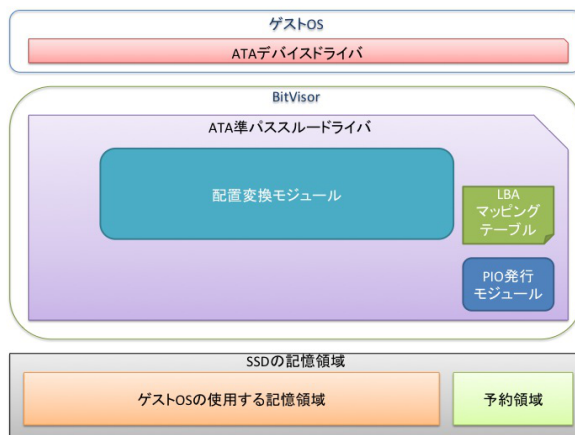 ゲストOS
ATAデバイスドライバ
BitVisor
ATA準パススルードライバ
配置変換モジュール
LBA
マッピング
テーブル
PIO発行
モジュール
SSDの記憶領域
ゲストOSの使用する記憶領域
予約領域